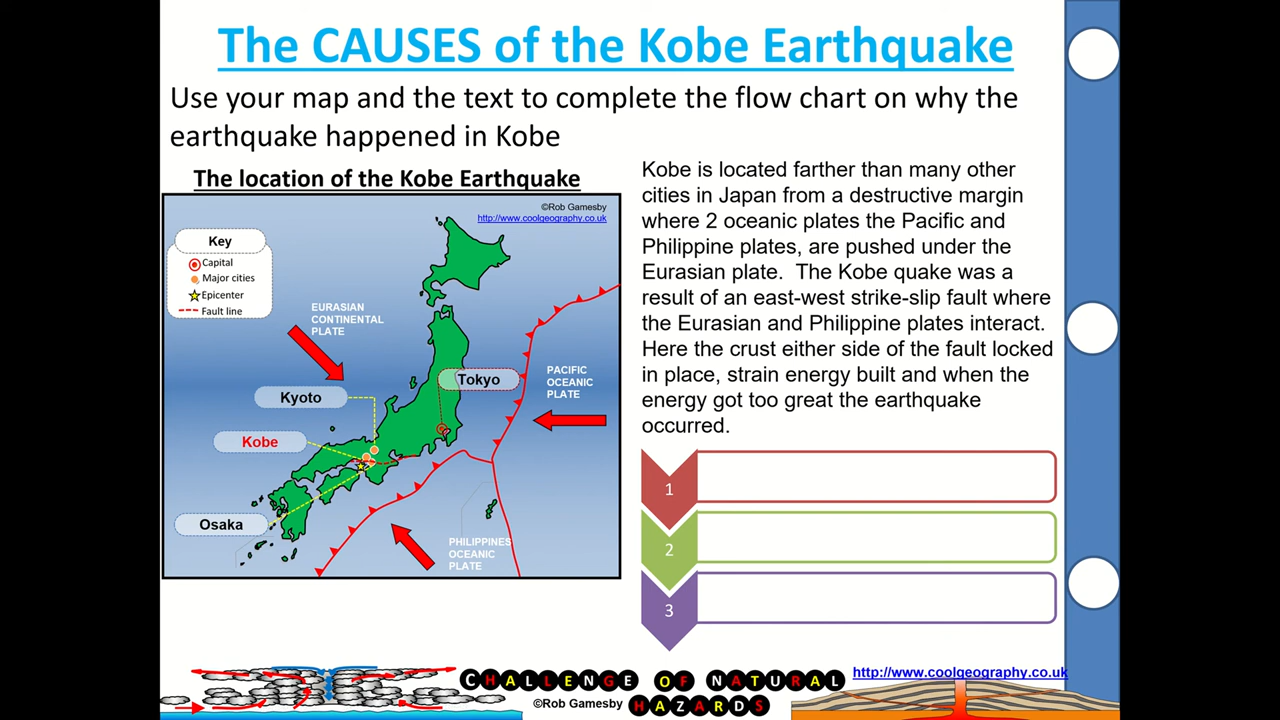 The CAUSES of the Kobe Earthquake
Use your map and the text to complete the flow chart on why the
earthquake happened in Kobe
The location of the Kobe Earthquake
©Rob Gamesby
http://www.coolgeography.co.uk
Key
Capital
Major cities
Epicenter
Fault line
EURASIAN
CONTINENTAL
PLATE
PACIFIC
OCEANIC
PLATE
Tokyo
Kyoto
Kobe
Osaka
PHILIPPINES
OCEANIC
PLATE
Kobe is located farther than many other
cities in Japan from a destructive margin
where 2 oceanic plates the Pacific and
Philippine plates, are pushed under the
Eurasian plate.  The Kobe quake was a
result of an east-west strike-slip fault where
the Eurasian and Philippine plates interact.
Here the crust either side of the fault locked
in place, strain energy built and when the
energy got too great the earthquake
occurred.
1
2
3
CHALLENGE OF NATURAL
©Rob Gamesby HAZARDS
http://www.coolgeography.co.uk